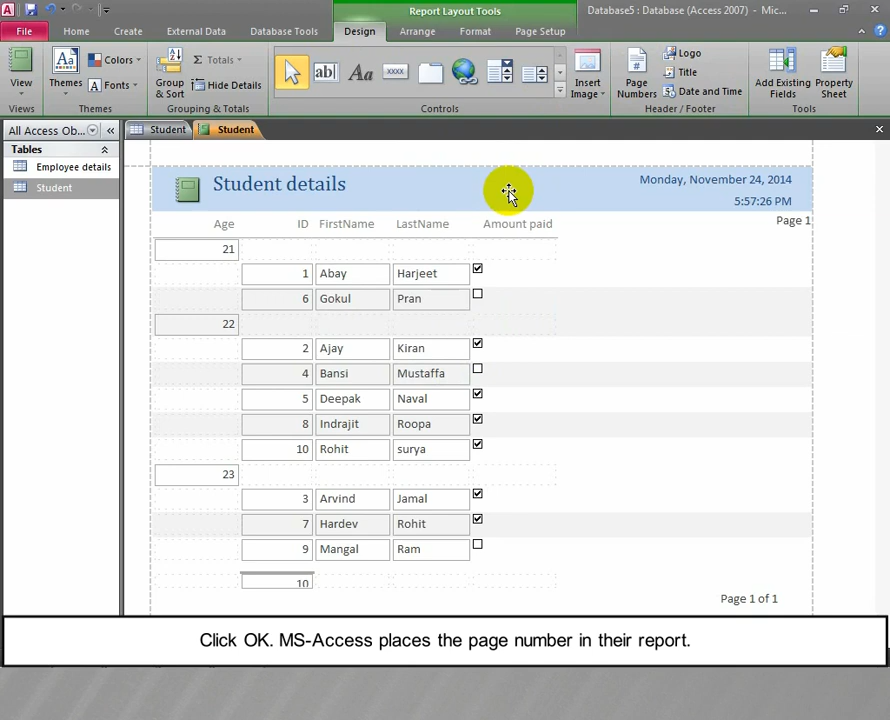 Report Layout Tools
Database5 : Database (Access 2007) - Mic...
File Home Create External Data Database Tools Design Arrange Format Page Setup
View
Views
Aa
Themes
Colors
A Fonts
Themes
Group & Sort
Σ Totals
Hide Details
Grouping & Totals
ab
Aa
xxxx
Controls
Insert Image
Page Numbers
Logo
Title
Date and Time
Header / Footer
Add Existing Fields
Property Sheet
Tools
All Access Ob...
Tables
Employee details
Student
Student Student
Student details
Monday, November 24, 2014
5:57:26 PM
Page 1
Age ID FirstName LastName Amount paid
21
1 Abay Harjeet
6 Gokul Pran
22
2 Ajay Kiran
4 Bansi Mustaffa
5 Deepak Naval
8 Indrajit Roopa
10 Rohit surya
23
3 Arvind Jamal
7 Hardev Rohit
9 Mangal Ram
10
Page 1 of 1
Click OK. MS-Access places the page number in their report.